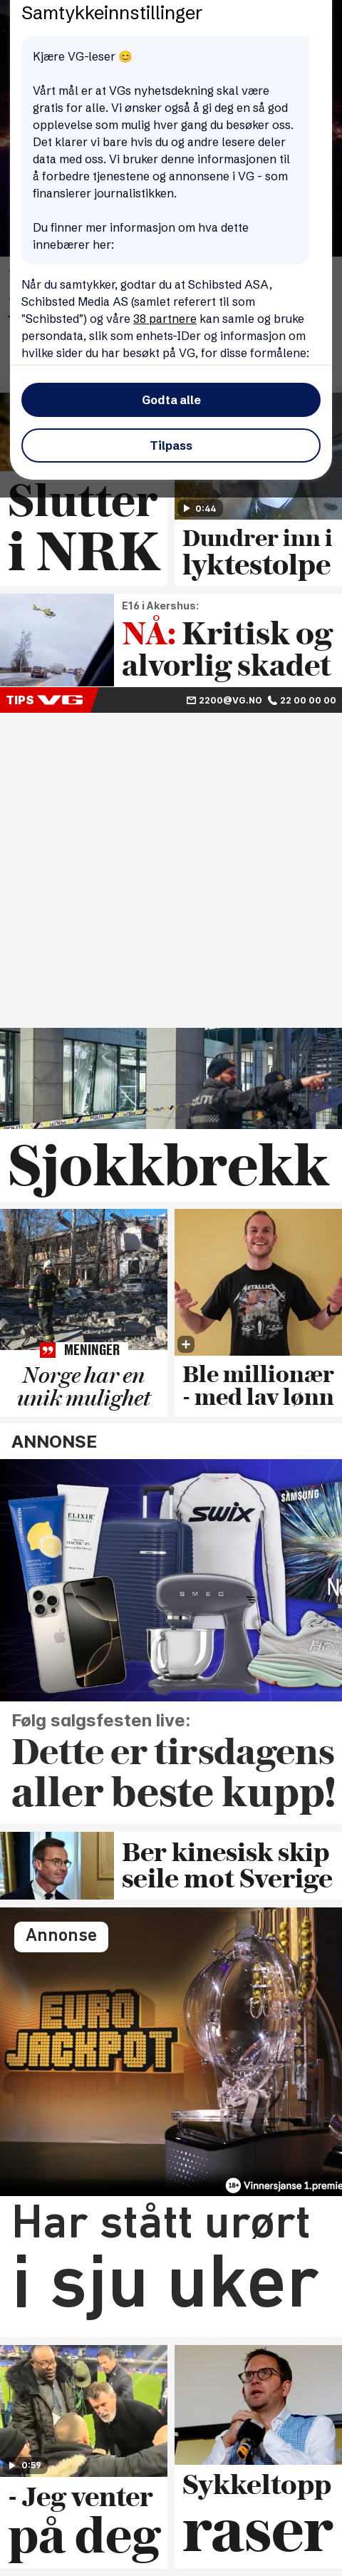 Samtykkeinnstillinger
Kjære VG-leser 😊
Vårt mål er at VGs nyhetsdekning skal være
gratis for alle. Vi ønsker også å gi deg en så god
opplevelse som mulig hver gang du besøker oss.
Det klarer vi bare hvis du og andre lesere deler
data med oss. Vi bruker denne informasjonen til
å forbedre tjenestene og annonsene i VG - som
finansierer journalistikken.
Du finner mer informasjon om hva dette
innebærer her:
Når du samtykker, godtar du at Schibsted ASA,
Schibsted Media AS (samlet referert til som
"Schibsted") og våre 38 partnere kan samle og bruke
persondata, slik som enhets-IDer og informasjon om
hvilke sider du har besøkt på VG, for disse formålene:
Godta alle
Tilpass
Slutter
i NRK
0:44
Dundrer inn i
lyktestolpe
E16 i Akershus:
NÅ: Kritisk og
alvorlig skadet
TIPS VG
2200@VG.NO 22 00 00 00
Sjokkbrekk
MENINGER
Norge har en
unik mulighet
METALLICA
Ble millionær
- med lav lønn
ANNONSE
ELIXIR
swix
SAMSUNG
SMEG
Følg salgsfesten live:
Dette er tirsdagens
aller beste kupp!
Ber kinesisk skip
seile mot Sverige
Annonse
EURO
JACKPOT
18+ Vinnersjanse 1.premie
Har stått urørt
i sju uker
0:59
- Jeg venter
på deg
Sykkeltopp
raser